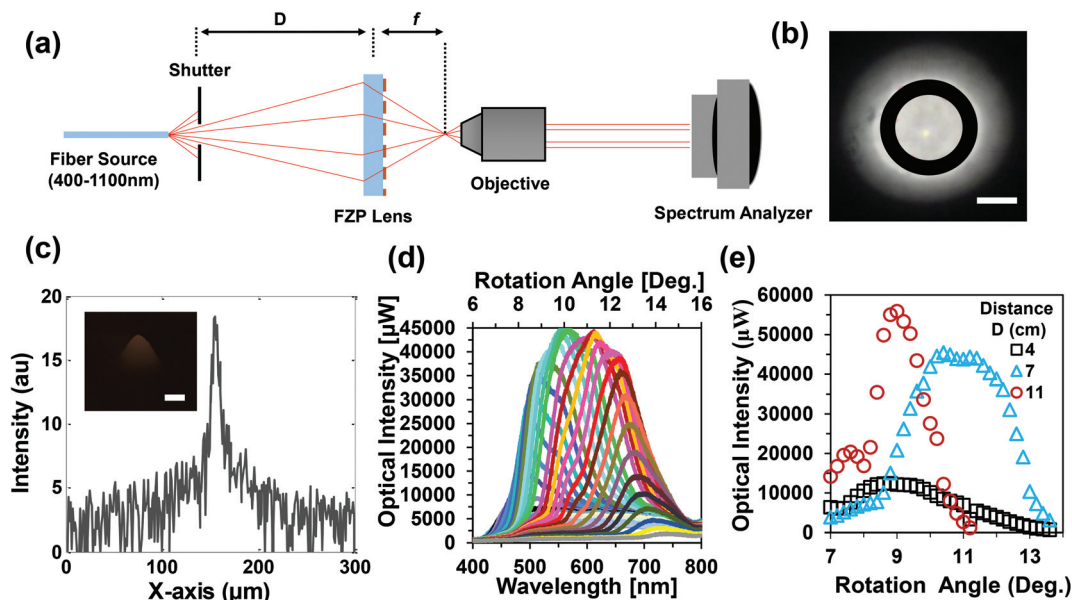 (a)
D
f
Shutter
Fiber Source
(400-1100nm)
FZP Lens
Objective
Spectrum Analyzer
(b)
(c)
Intensity (au)
20
15
10
5
0
0 100 200 300
X-axis (µm)
(d)
Rotation Angle [Deg.]
6 8 10 12 14 16
Optical Intensity [µW]
45000
40000
35000
30000
25000
20000
15000
10000
5000
0
400 500 600 700 800
Wavelength [nm]
(e)
Optical Intensity (µW)
60000
50000
40000
30000
20000
10000
0
7 9 11 13
Rotation Angle (Deg.)
Distance
D (cm)
4
7
11